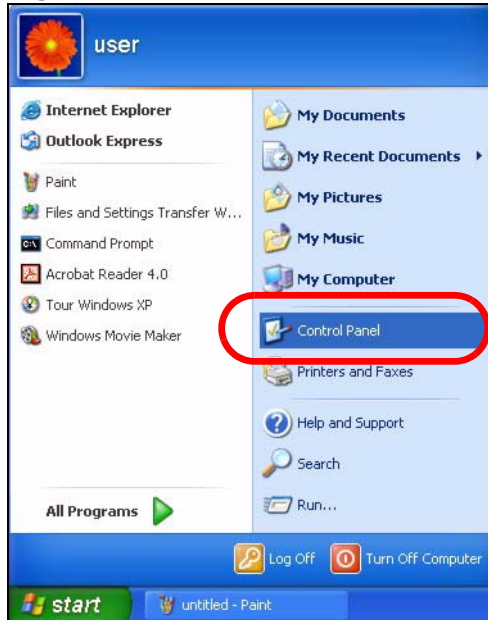 user
Internet Explorer
Outlook Express
Paint
Files and Settings Transfer W...
Command Prompt
Acrobat Reader 4.0
Tour Windows XP
Windows Movie Maker
All Programs
My Documents
My Recent Documents
My Pictures
My Music
My Computer
Control Panel
Printers and Faxes
Help and Support
Search
Run...
Log Off
Turn Off Computer
start
untitled - Paint